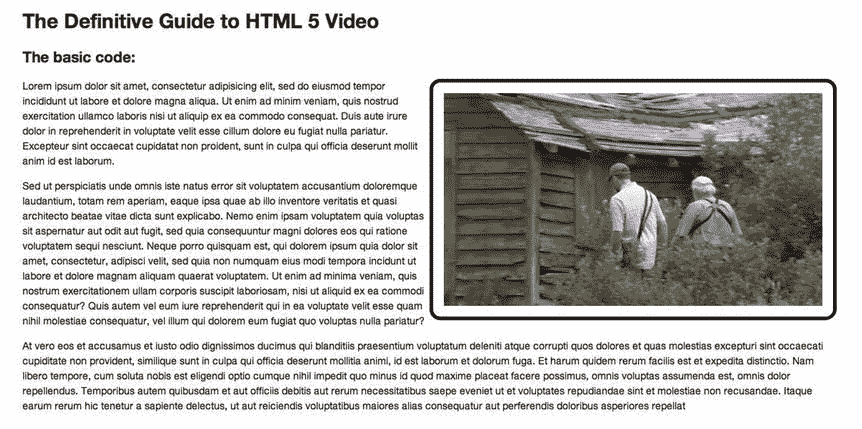 The Definitive Guide to HTML 5 Video
The basic code:
Lorem ipsum dolor sit amet, consectetur adipisicing elit, sed do eiusmod tempor
incididunt ut labore et dolore magna aliqua. Ut enim ad minim veniam, quis nostrud
exercitation ullamco laboris nisi ut aliquip ex ea commodo consequat. Duis aute irure
dolor in reprehenderit in voluptate velit esse cillum dolore eu fugiat nulla pariatur.
Excepteur sint occaecat cupidatat non proident, sunt in culpa qui officia deserunt mollit
anim id est laborum.
Sed ut perspiciatis unde omnis iste natus error sit voluptatem accusantium doloremque
laudantium, totam rem aperiam, eaque ipsa quae ab illo inventore veritatis et quasi
architecto beatae vitae dicta sunt explicabo. Nemo enim ipsam voluptatem quia voluptas
sit aspernatur aut odit aut fugit, sed quia consequuntur magni dolores eos qui ratione
voluptatem sequi nesciunt. Neque porro quisquam est, qui dolorem ipsum quia dolor sit
amet, consectetur, adipisci velit, sed quia non numquam eius modi tempora incidunt ut
labore et dolore magnam aliquam quaerat voluptatem. Ut enim ad minima veniam, quis
nostrum exercitationem ullam corporis suscipit laboriosam, nisi ut aliquid ex ea commodi
consequatur? Quis autem vel eum iure reprehenderit qui in ea voluptate velit esse quam
nihil molestiae consequatur, vel illum qui dolorem eum fugiat quo voluptas nulla pariatur?
At vero eos et accusamus et iusto odio dignissimos ducimus qui blanditiis praesentium voluptatum deleniti atque corrupti quos dolores et quas molestias excepturi sint occaecati
cupiditate non provident, similique sunt in culpa qui officia deserunt mollitia animi, id est laborum et dolorum fuga. Et harum quidem rerum facilis est et expedita distinctio. Nam
libero tempore, cum soluta nobis est eligendi optio cumque nihil impedit quo minus id quod maxime placeat facere possimus, omnis voluptas assumenda est, omnis dolor
repellendus. Temporibus autem quibusdam et aut officiis debitis aut rerum necessitatibus saepe eveniet ut et voluptates repudiandae sint et molestiae non recusandae. Itaque
earum rerum hic tenetur a sapiente delectus, ut aut reiciendis voluptatibus maiores alias consequatur aut perferendis doloribus asperiores repellat